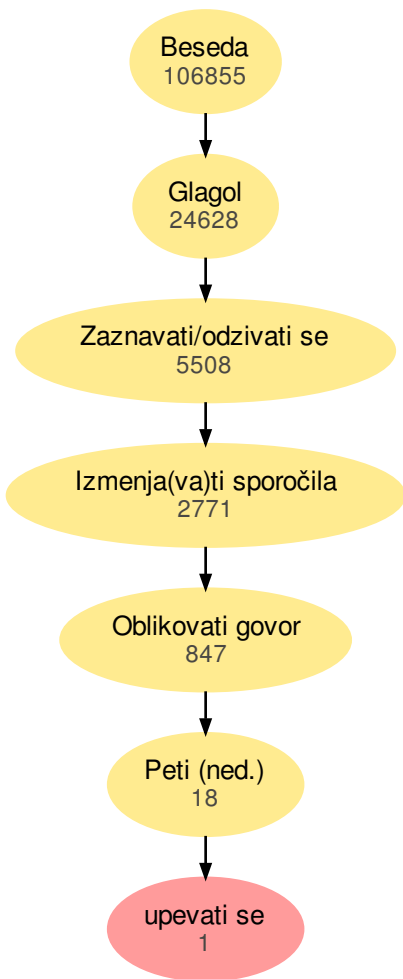 Beseda
106855
Glagol
24628
Zaznavati/odzivati se
5508
Izmenja(va)ti sporočila
2771
Oblikovati govor
847
Peti (ned.)
18
upevati se
1